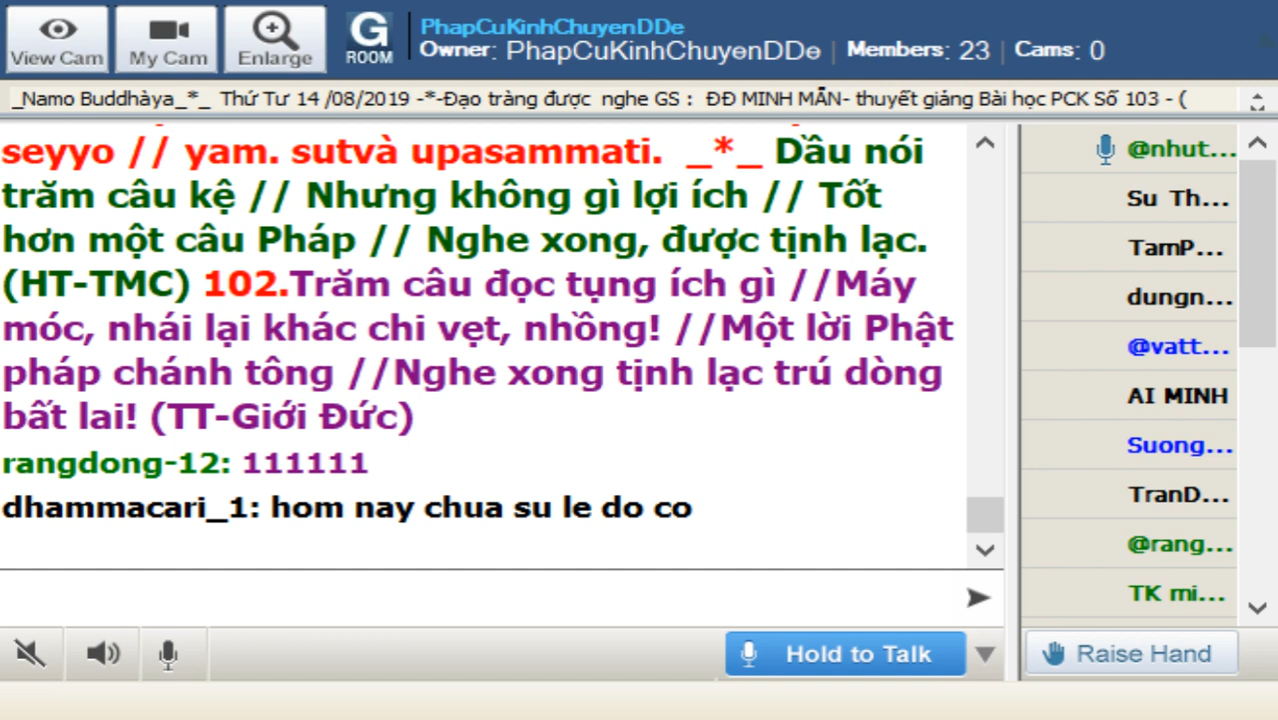 PhapCuKinhChuyenDDe
View Cam My Cam Enlarge G ROOM Owner: PhapCuKinhChuyenDDe | Members: 23 | Cams: 0
_Namo Buddhàya_*_ Thứ Tư 14 /08/2019 -*-Đạo tràng được nghe GS : ĐĐ MINH MẪN- thuyết giảng Bài học PCK Số 103 - (
seyyo // yam. sutvà upasammati. _*_ Dầu nói
trăm câu kệ // Nhưng không gì lợi ích // Tốt
hơn một câu Pháp // Nghe xong, được tịnh lạc.
(HT-TMC) 102.Trăm câu đọc tụng ích gì //Máy
móc, nhái lại khác chi vẹt, nhồng! //Một lời Phật
pháp chánh tông //Nghe xong tịnh lạc trú dòng
bất lai! (TT-Giới Đức)
rangdong-12: 111111
dhammacari_1: hom nay chua su le do co
@nhut...
Su Th...
TamP...
dungn...
@vatt...
AI MINH
Suong...
TranD...
@rang...
TK mi...
Hold to Talk
Raise Hand